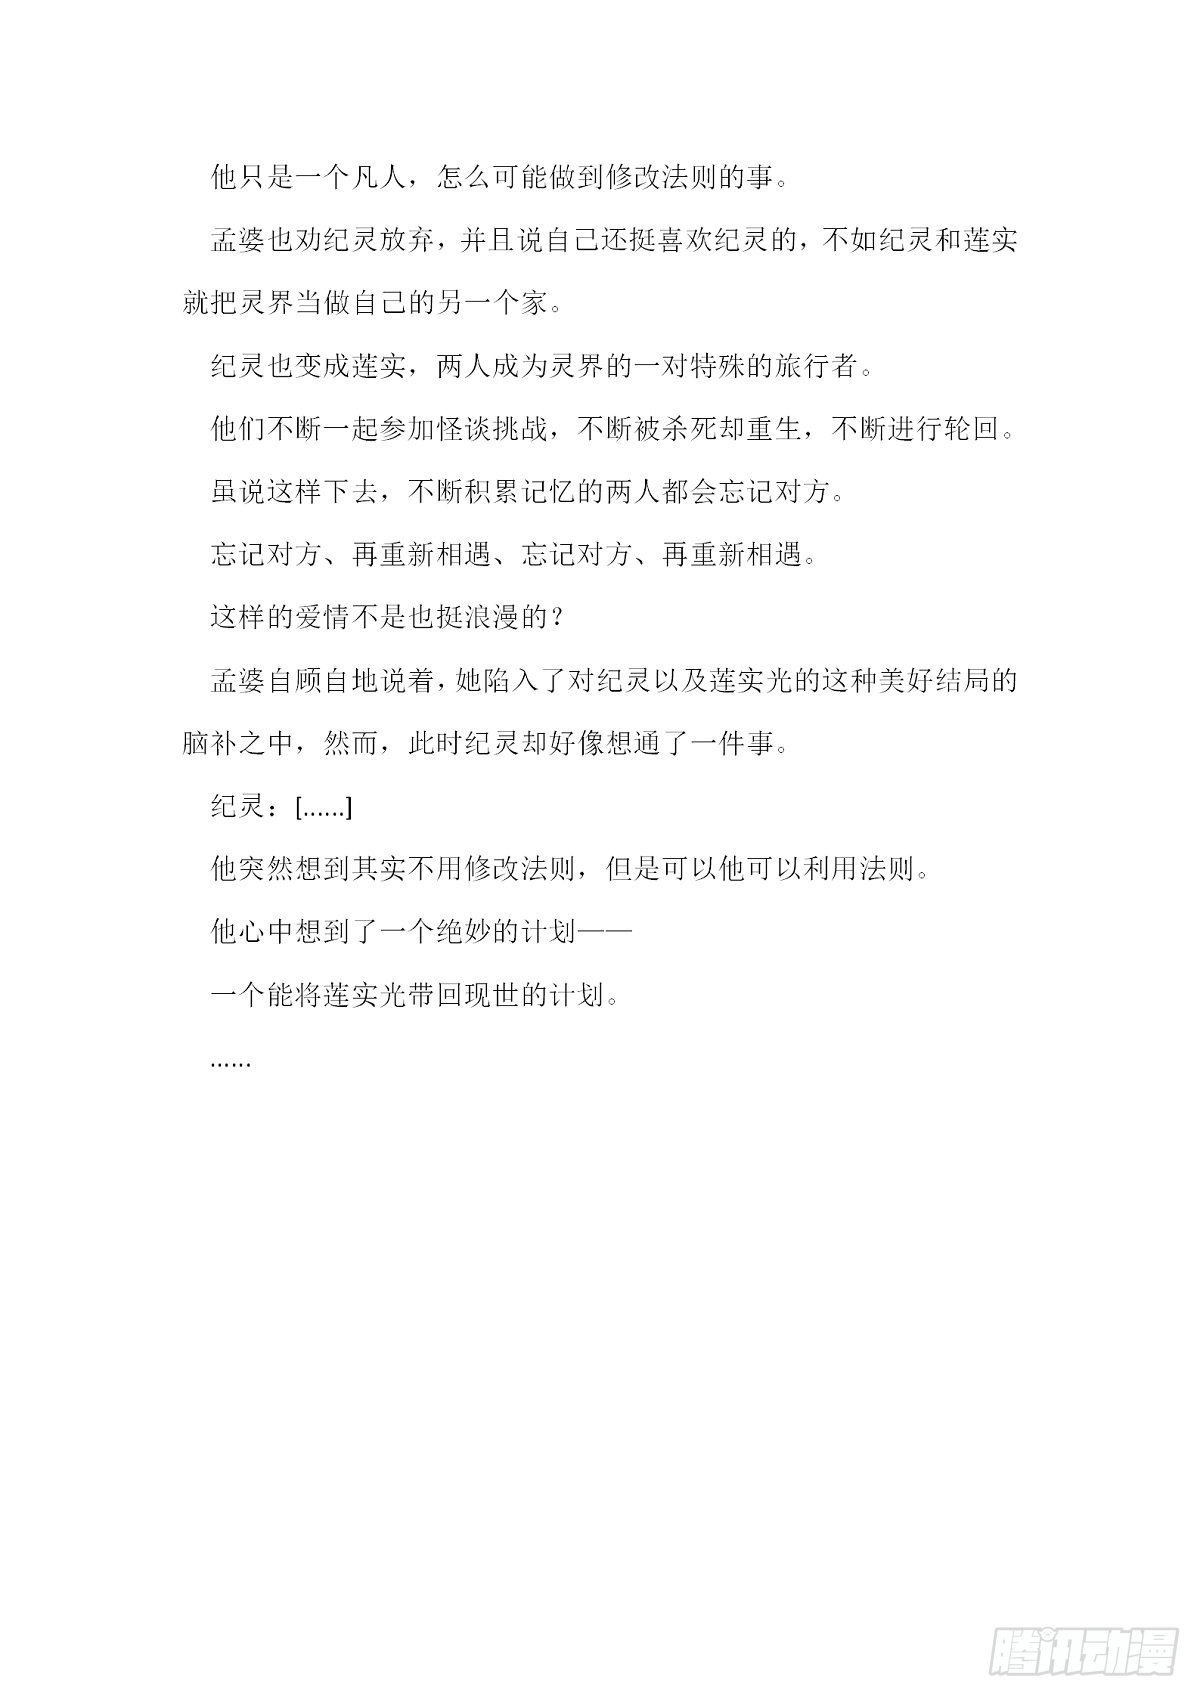 他只是一个凡人，怎么可能做到修改法则的事。
孟婆也劝纪灵放弃，并且说自己还挺喜欢纪灵的，不如纪灵和莲实
就把灵界当做自己的另一个家。
纪灵也变成莲实，两人成为灵界的一对特殊的旅行者。
他们不断一起参加怪谈挑战，不断被杀死却重生，不断进行轮回。
虽说这样下去，不断积累记忆的两人都会忘记对方。
忘记对方、再重新相遇、忘记对方、再重新相遇。
这样的爱情不是也挺浪漫的？
孟婆自顾自地说着，她陷入了对纪灵以及莲实光的这种美好结局的
脑补之中，然而，此时纪灵却好像想通了一件事。
纪灵：[……]
他突然想到其实不用修改法则，但是可以他可以利用法则。
他心中想到了一个绝妙的计划——
一个能将莲实光带回现世的计划。
……
腾讯动漫